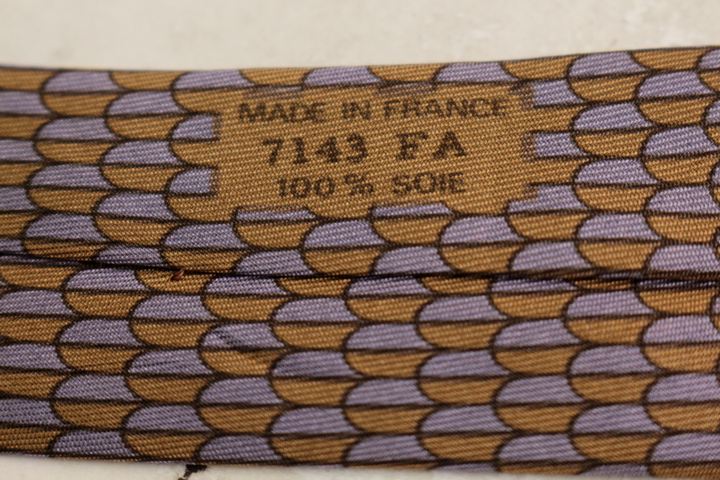 MADE IN FRANCE
7143 FA
100% SOIE